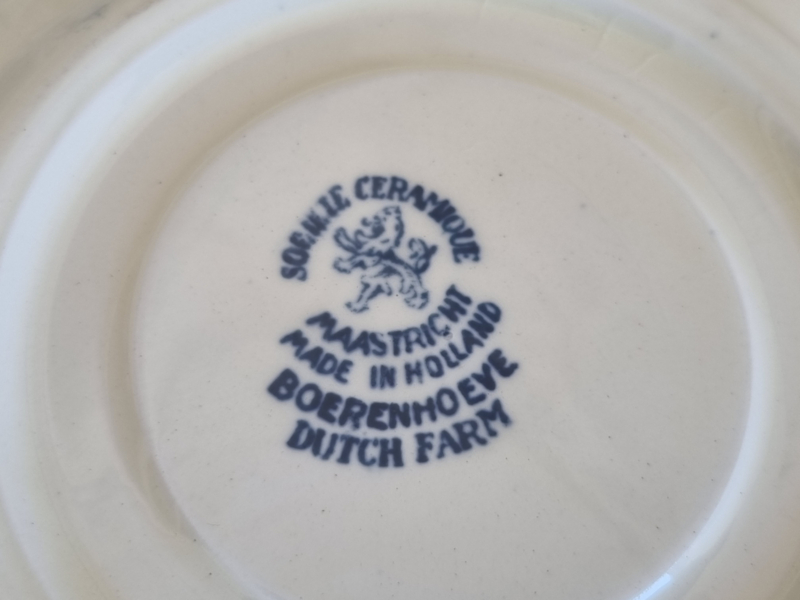 SOCIETE CERAMIQUE
MAASTRICHT
MADE IN HOLLAND
BOERENHOEVE
DUTCH FARM